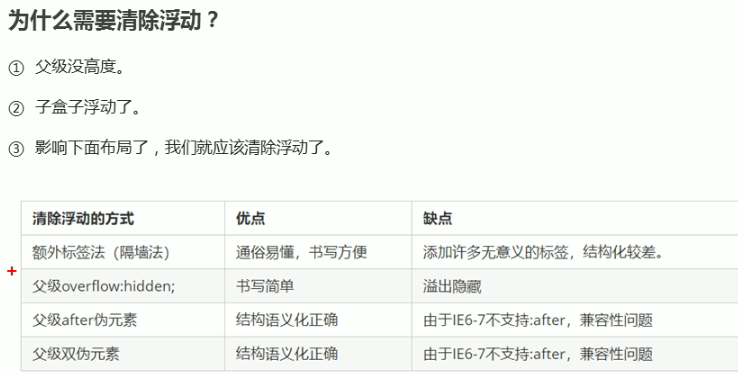 为什么需要清除浮动？
① 父级没高度。
② 子盒子浮动了。
③ 影响下面布局了，我们就应该清除浮动了。
清除浮动的方式 优点 缺点
额外标签法（隔墙法） 通俗易懂，书写方便 添加许多无意义的标签，结构化较差。
父级overflow:hidden; 书写简单 溢出隐藏
父级after伪元素 结构语义化正确 由于IE6-7不支持:after，兼容性问题
父级双伪元素 结构语义化正确 由于IE6-7不支持:after，兼容性问题